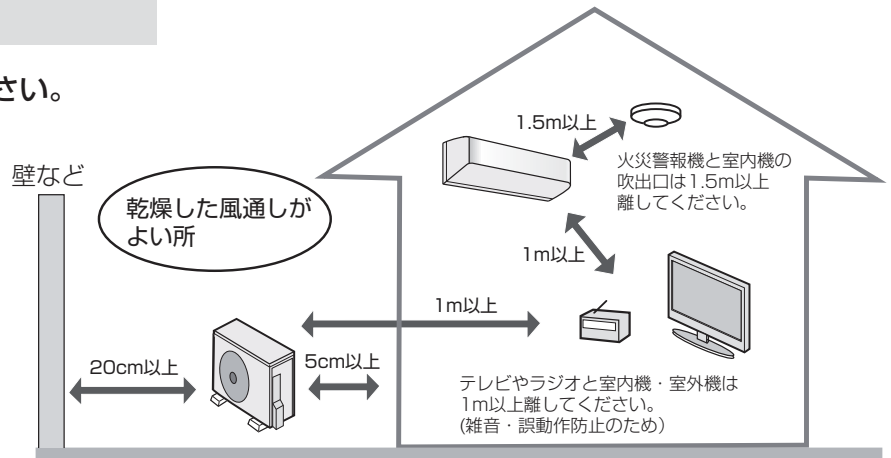 さい。
壁など
乾燥した風通しが
よい所
1.5m以上
火災警報機と室内機の
吹出口は1.5m以上
離してください。
1m以上
1m以上
20cm以上
5cm以上
テレビやラジオと室内機・室外機は
1m以上離してください。
(雑音・誤動作防止のため)